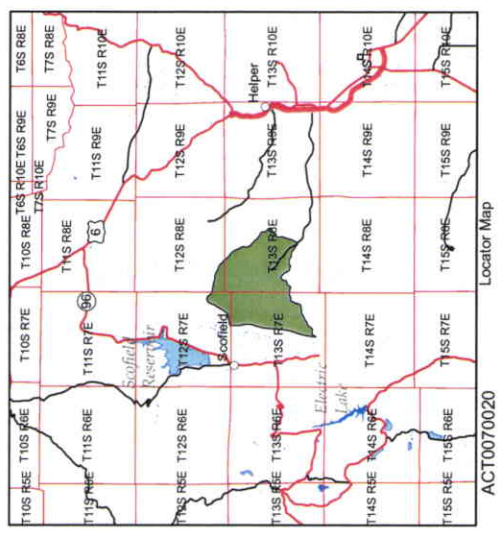 T10S R5E T10S R6E T10S R7E T10S R8E T6S R10E T6S R9E T6S R8E
T7S R10E T7S R9E T7S R8E
T11S R5E T11S R6E T11S R7E T11S R8E T11S R9E T11S R10E
96 6
Scofield
Reservoir
T12S R5E T12S R6E T12S R7E T12S R8E T12S R9E T12S R10E
Scofield
Helper
T13S R5E T13S R6E T13S R7E T13S R8E T13S R9E T13S R10E
Electric
Lake
T14S R5E T14S R6E T14S R7E T14S R8E T14S R9E T14S R10E
T15S R5E T15S R6E T15S R7E T15S R8E T15S R9E T15S R10E
ACT0070020 Locator Map